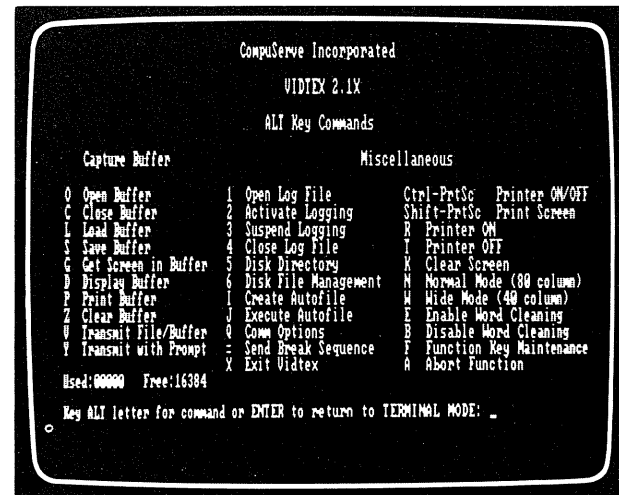 CompuServe Incorporated
VIDTEX 2.1X
ALT Key Commands
Capture Buffer Miscellaneous
O Open Buffer 1 Open Log File Ctrl-PrtSc Printer ON/OFF
C Close Buffer 2 Activate Logging Shift-PrtSc Print Screen
L Load Buffer 3 Suspend Logging R Printer ON
S Save Buffer 4 Close Log File T Printer OFF
G Get Screen in Buffer 5 Disk Directory K Clear Screen
D Display Buffer 6 Disk File Management N Normal Mode (80 column)
P Print Buffer I Create Autofile W Wide Mode (40 column)
Z Clear Buffer J Execute Autofile E Enable Word Cleaning
V Transmit File/Buffer Q Comm Options B Disable Word Cleaning
Y Transmit with Prompt = Send Break Sequence F Function Key Maintenance
X Exit Vidtex A Abort Function
Used:00000 Free:16384
Key ALT letter for command or ENTER to return to TERMINAL MODE: _